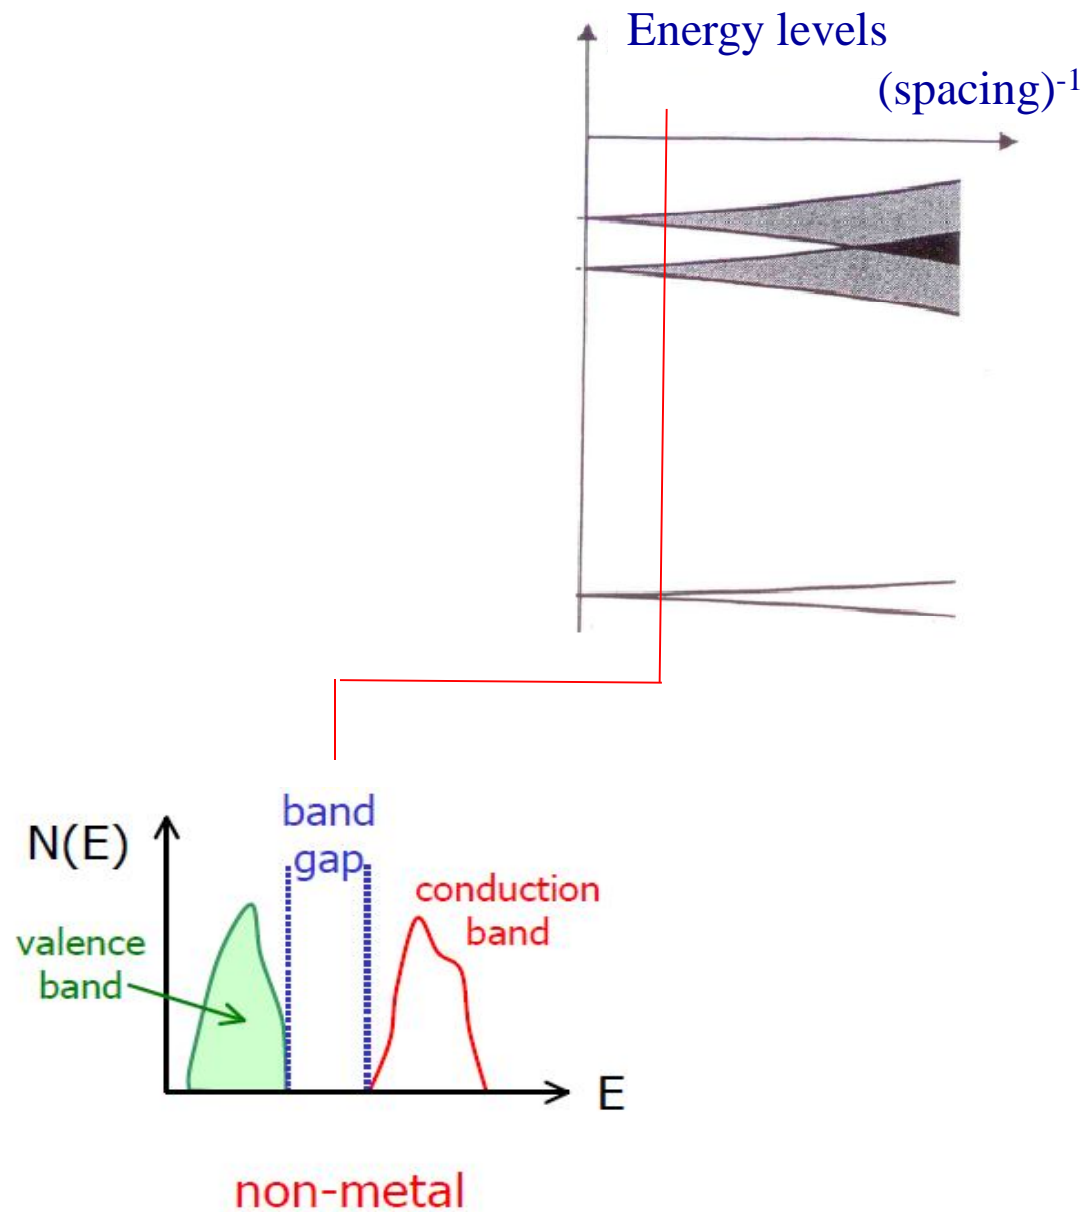 Energy levels
(spacing)-1
band
gap
N(E)
conduction
band
valence
band
E
non-metal